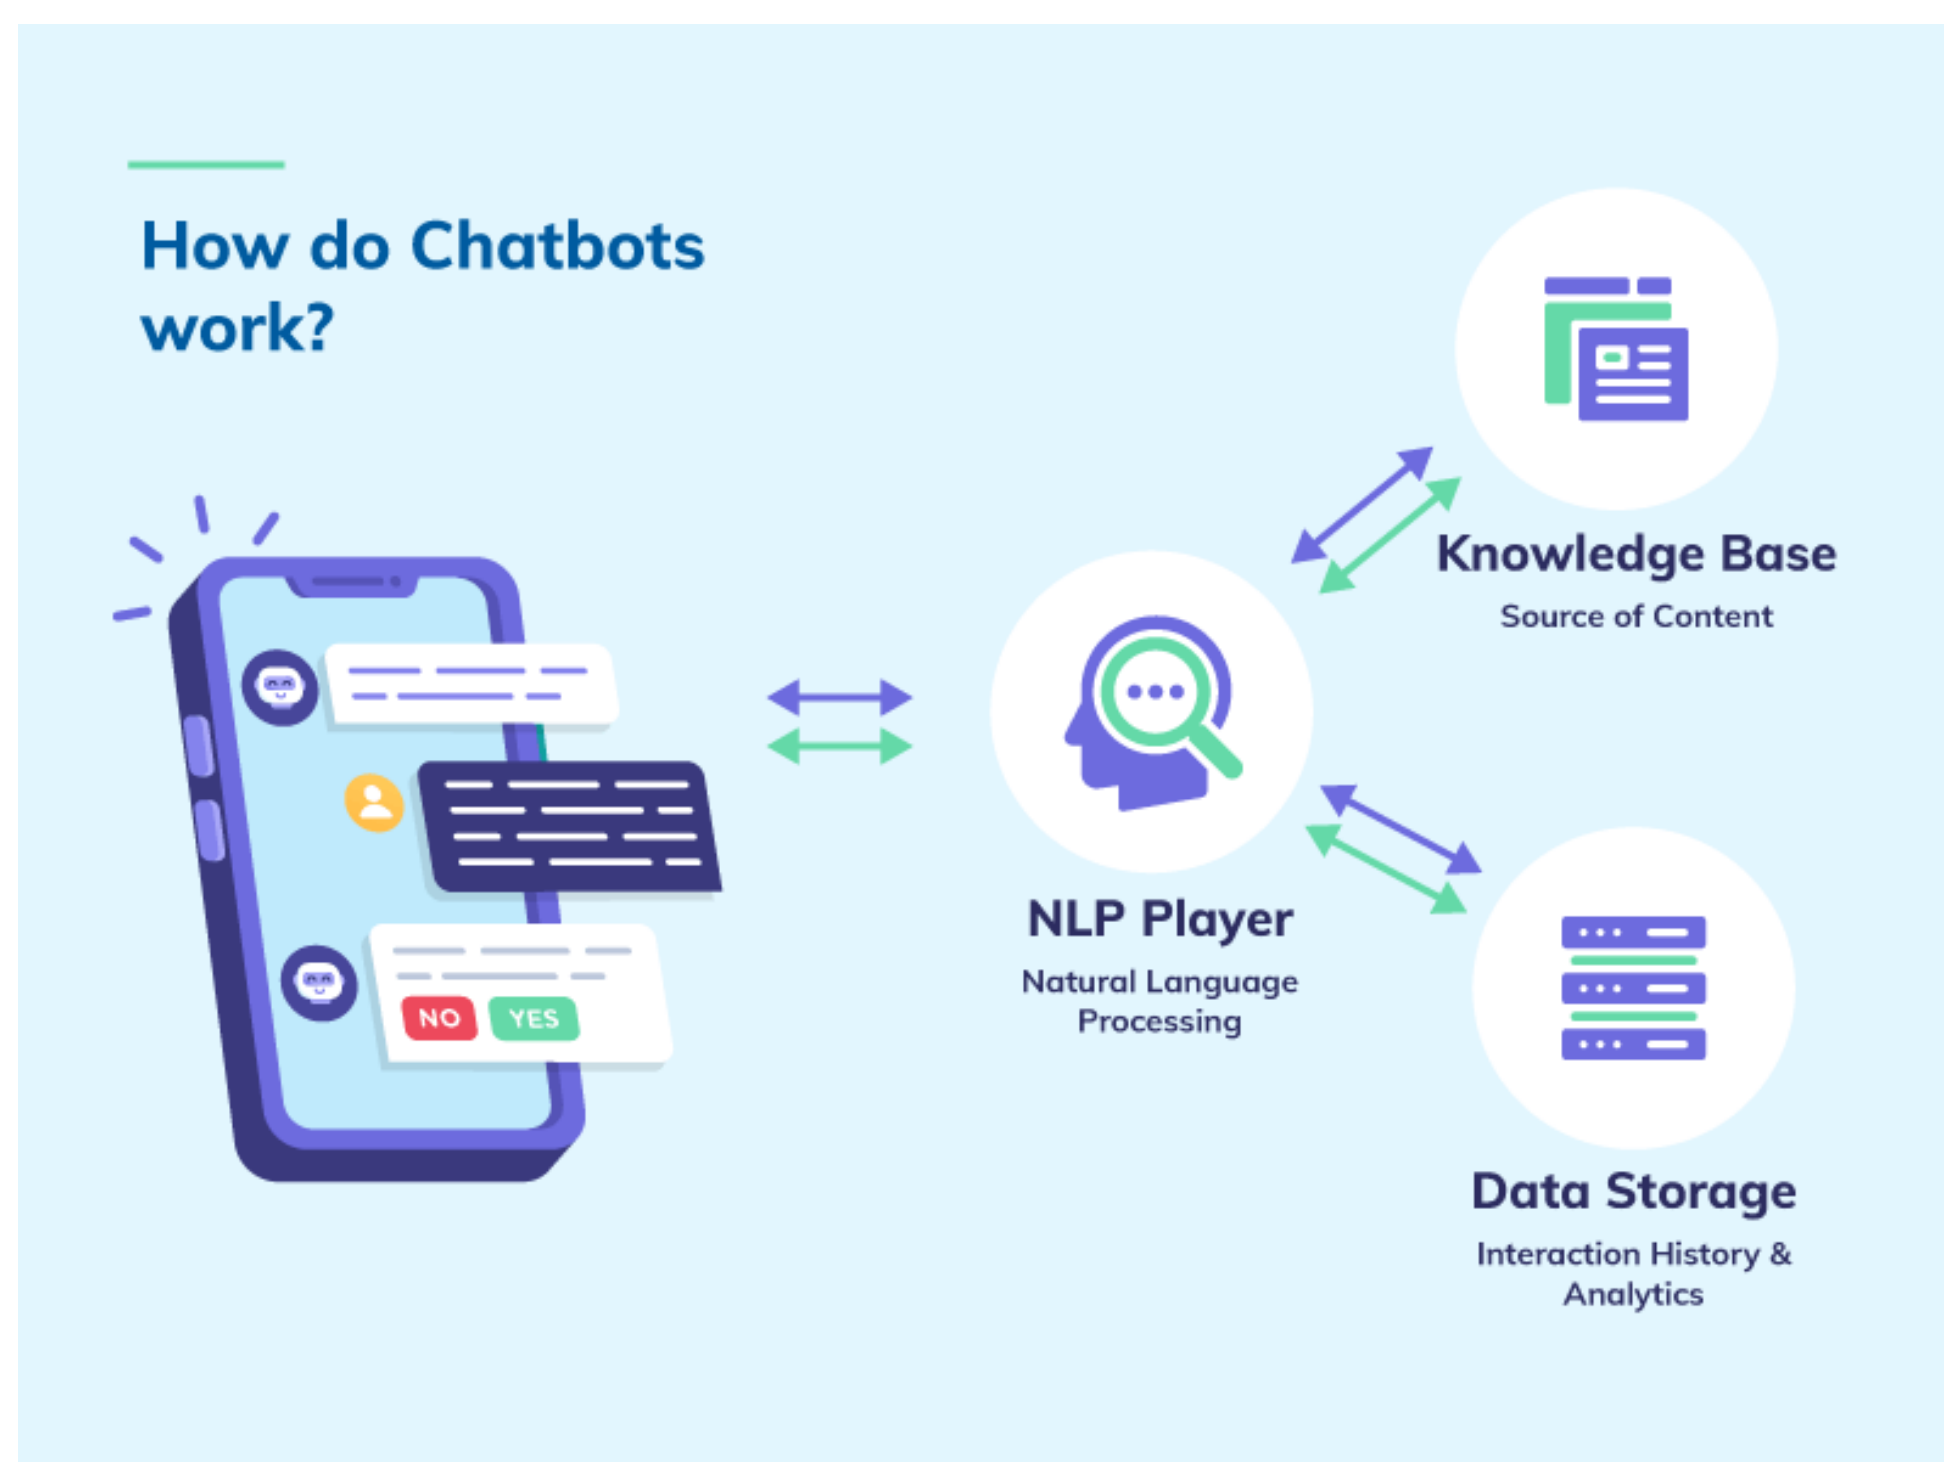 How do Chatbots
work?
Knowledge Base
Source of Content
NLP Player
Natural Language
Processing
NO YES
Data Storage
Interaction History &
Analytics